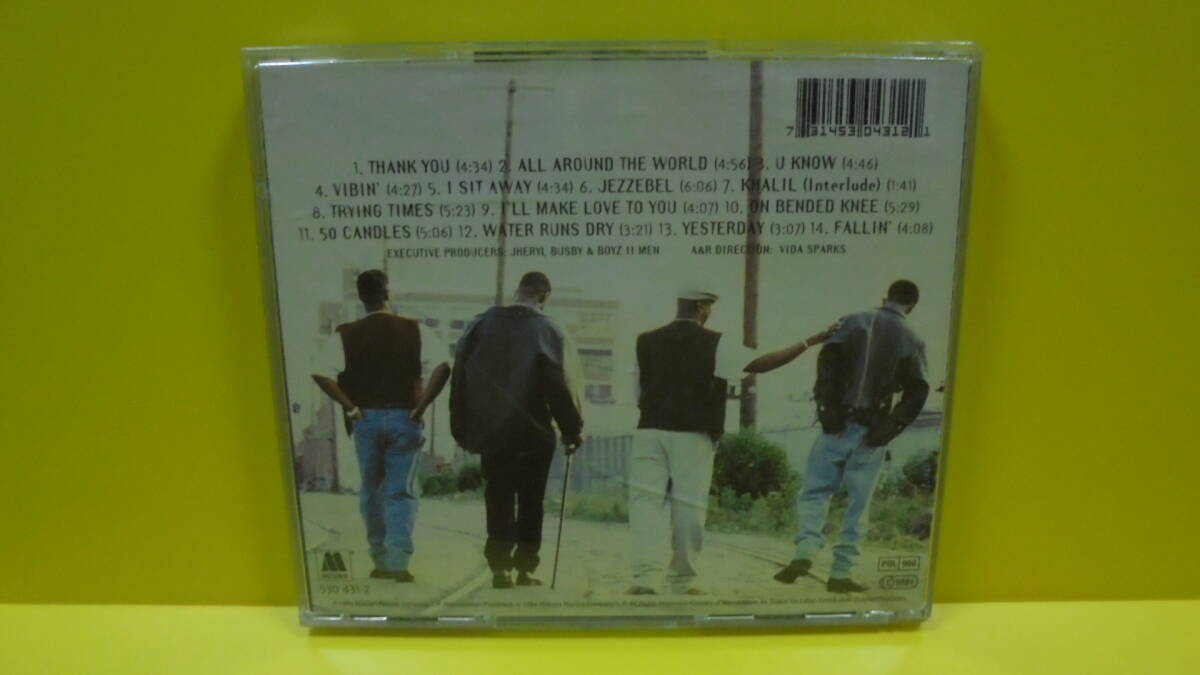 7 31453 04312 1
1. THANK YOU (4:34) 2. ALL AROUND THE WORLD (4:56) 3. U KNOW (4:46)
4. VIBIN' (4:27) 5. I SIT AWAY (4:34) 6. JEZZEBEL (6:06) 7. KHALIL (Interlude) (1:41)
8. TRYING TIMES (5:23) 9. I'LL MAKE LOVE TO YOU (4:07) 10. ON BENDED KNEE (5:29)
11. 50 CANDLES (5:06) 12. WATER RUNS DRY (3:21) 13. YESTERDAY (3:07) 14. FALLIN' (4:08)
EXECUTIVE PRODUCERS: JHERYL BUSBY & BOYZ II MEN A&R DIRECTION: VIDA SPARKS
M
MOTOWN
530 431-2
POL 900